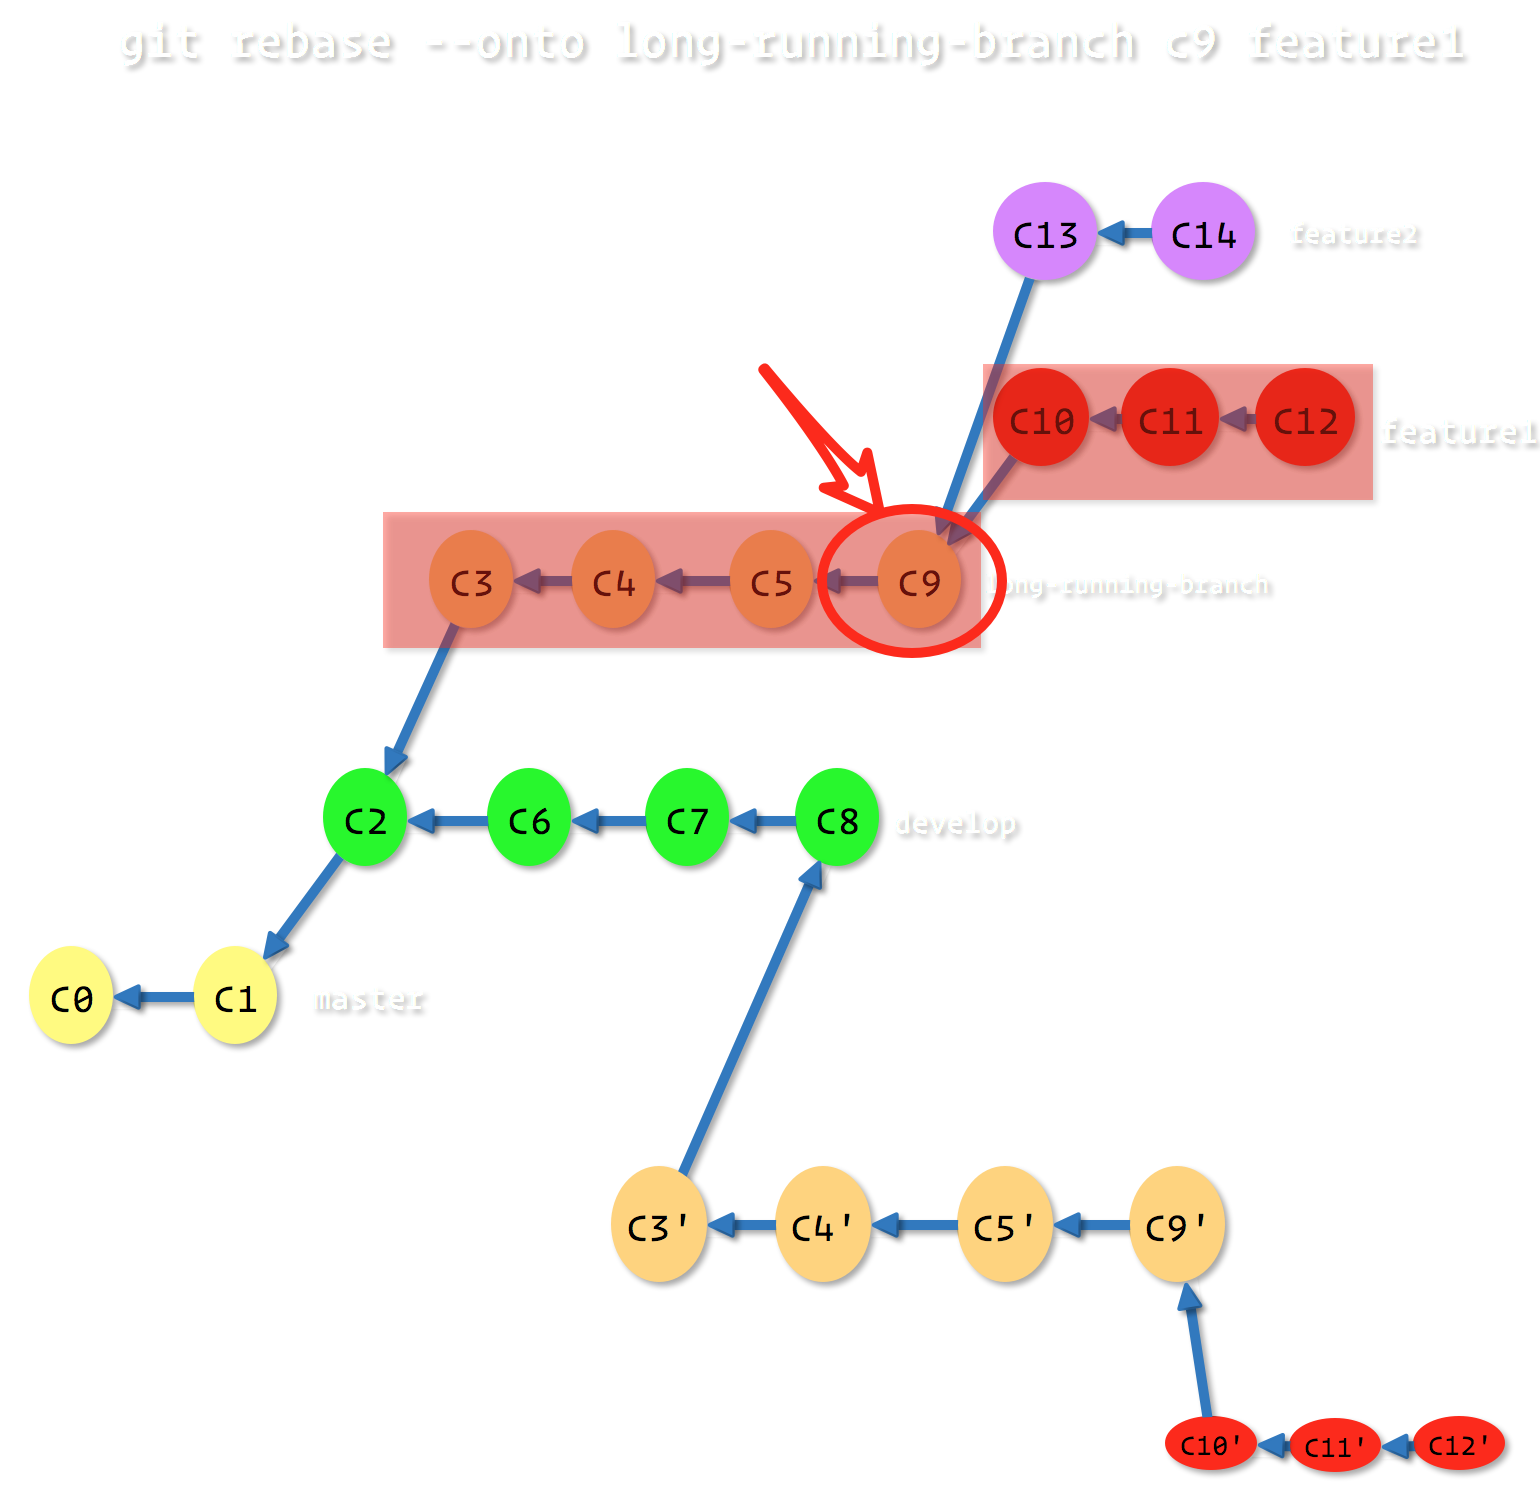 git rebase --onto long-running-branch c9 feature1
C13 C14 feature2
C10 C11 C12 feature1
C3 C4 C5 C9 long-running-branch
C2 C6 C7 C8 develop
C0 C1 master
C3' C4' C5' C9'
C10' C11' C12'